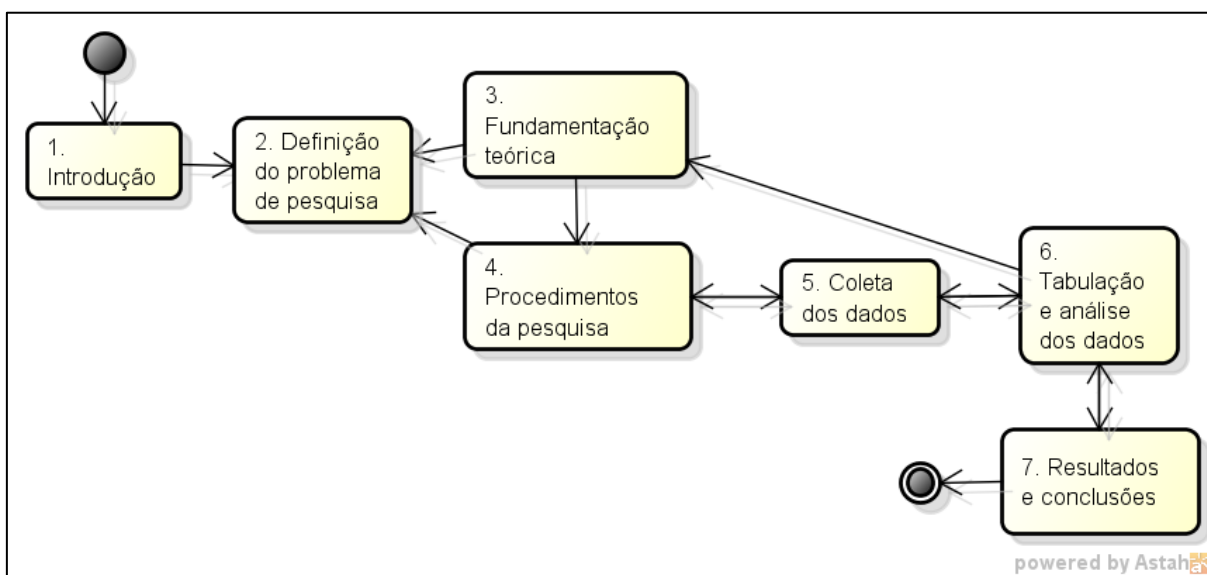 1.
Introdução
2. Definição
do problema
de pesquisa
3.
Fundamentação
teórica
4.
Procedimentos
da pesquisa
5. Coleta
dos dados
6.
Tabulação
e análise
dos dados
7. Resultados
e conclusões
powered by Astah